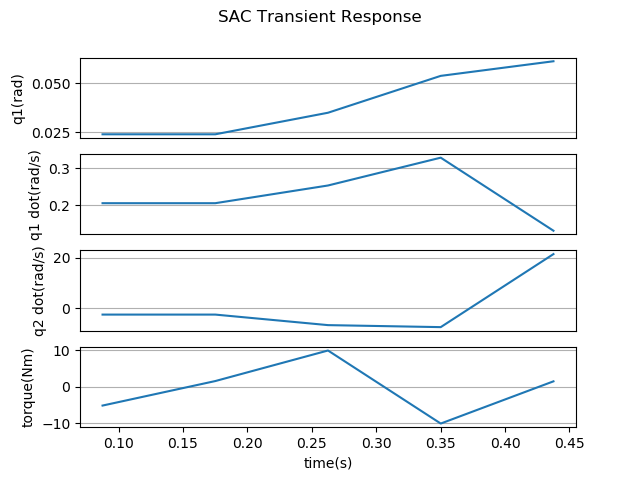 SAC Transient Response
q1(rad)
0.050
0.025
q1 dot(rad/s)
0.3
0.2
q2 dot(rad/s)
20
0
torque(Nm)
10
0
−10
0.10 0.15 0.20 0.25 0.30 0.35 0.40 0.45
time(s)